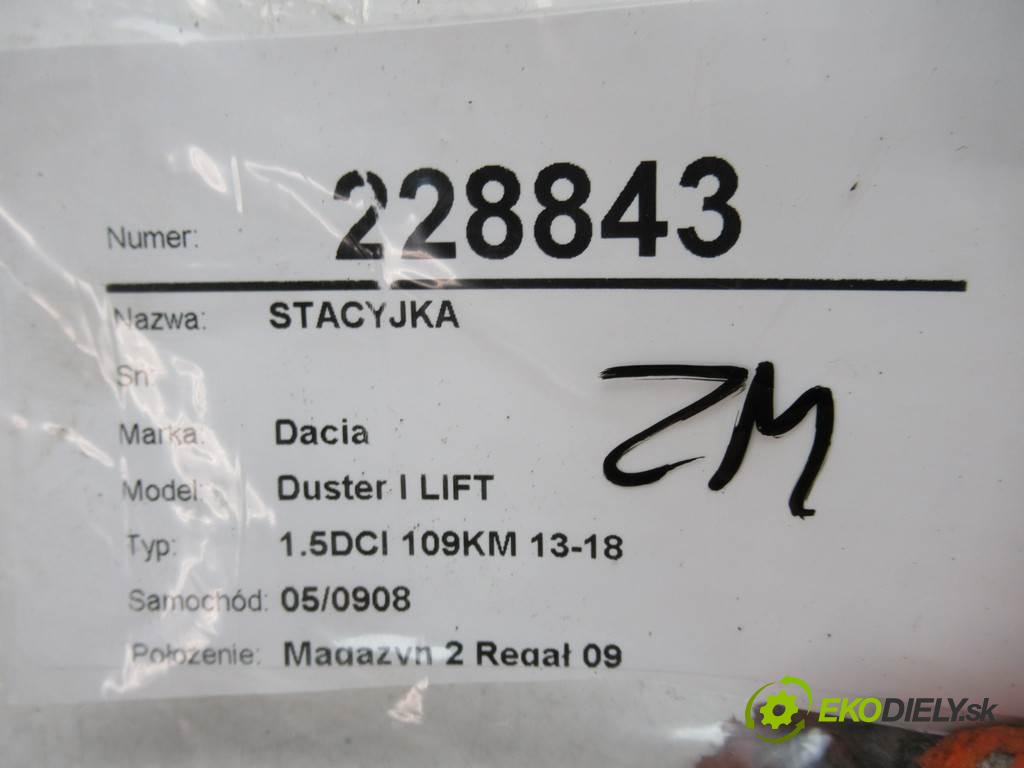 Numer: 228843
Nazwa: STACYJKA
Sn:
Marka: Dacia
Model: Duster I LIFT
Typ: 1.5DCI 109KM 13-18
Samochód: 05/0908
Położenie: Magazyn 2 Regał 09
ZM
EKODIELY.sk